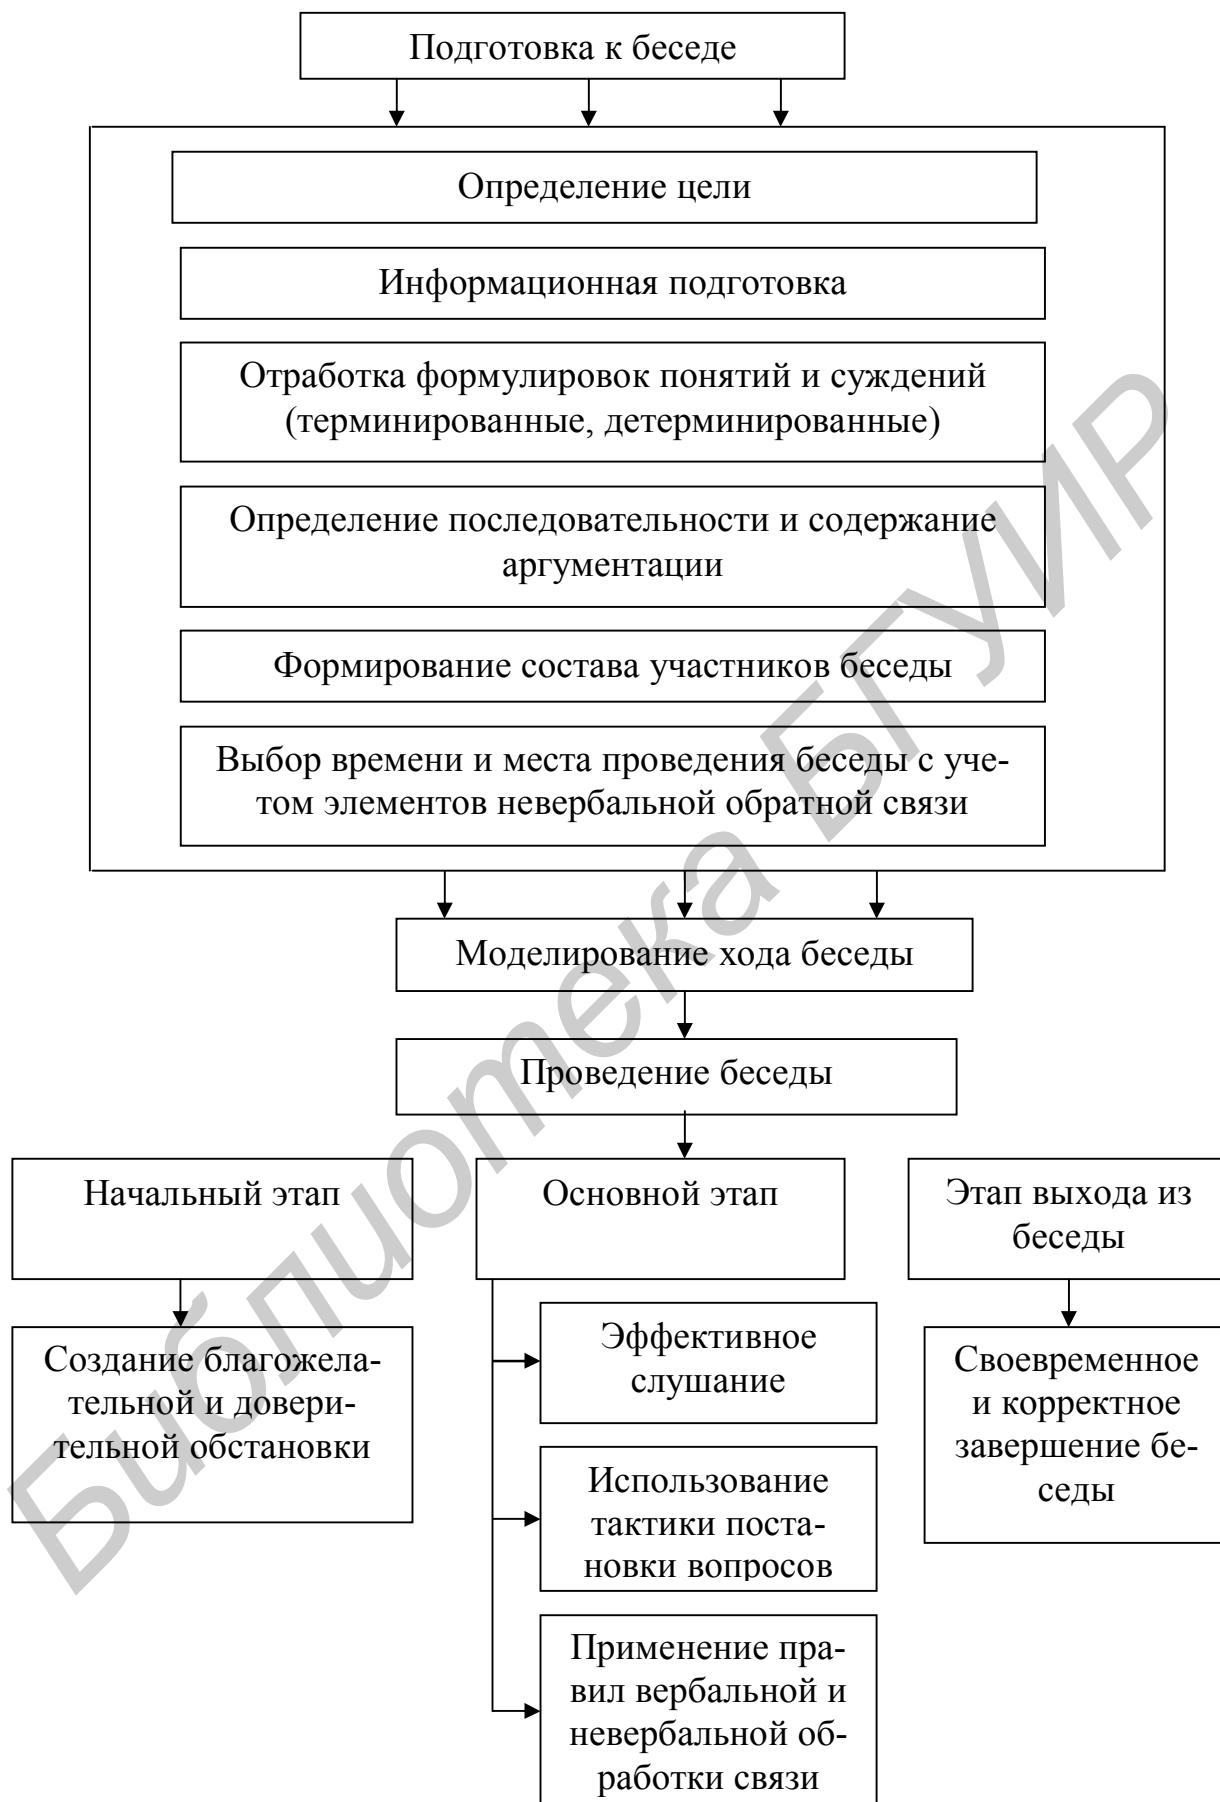 Подготовка к беседе
Определение цели
Информационная подготовка
Отработка формулировок понятий и суждений
(терминированные, детерминированные)
Определение последовательности и содержание
аргументации
Формирование состава участников беседы
Выбор времени и места проведения беседы с уче-
том элементов невербальной обратной связи
Моделирование хода беседы
Проведение беседы
Начальный этап
Основной этап
Этап выхода из
беседы
Создание благожела-
тельной и довери-
тельной обстановки
Эффективное
слушание
Использование
тактики поста-
новки вопросов
Применение пра-
вил вербальной и
невербальной об-
работки связи
Своевременное
и корректное
завершение бе-
седы
Библиотека БГУИР